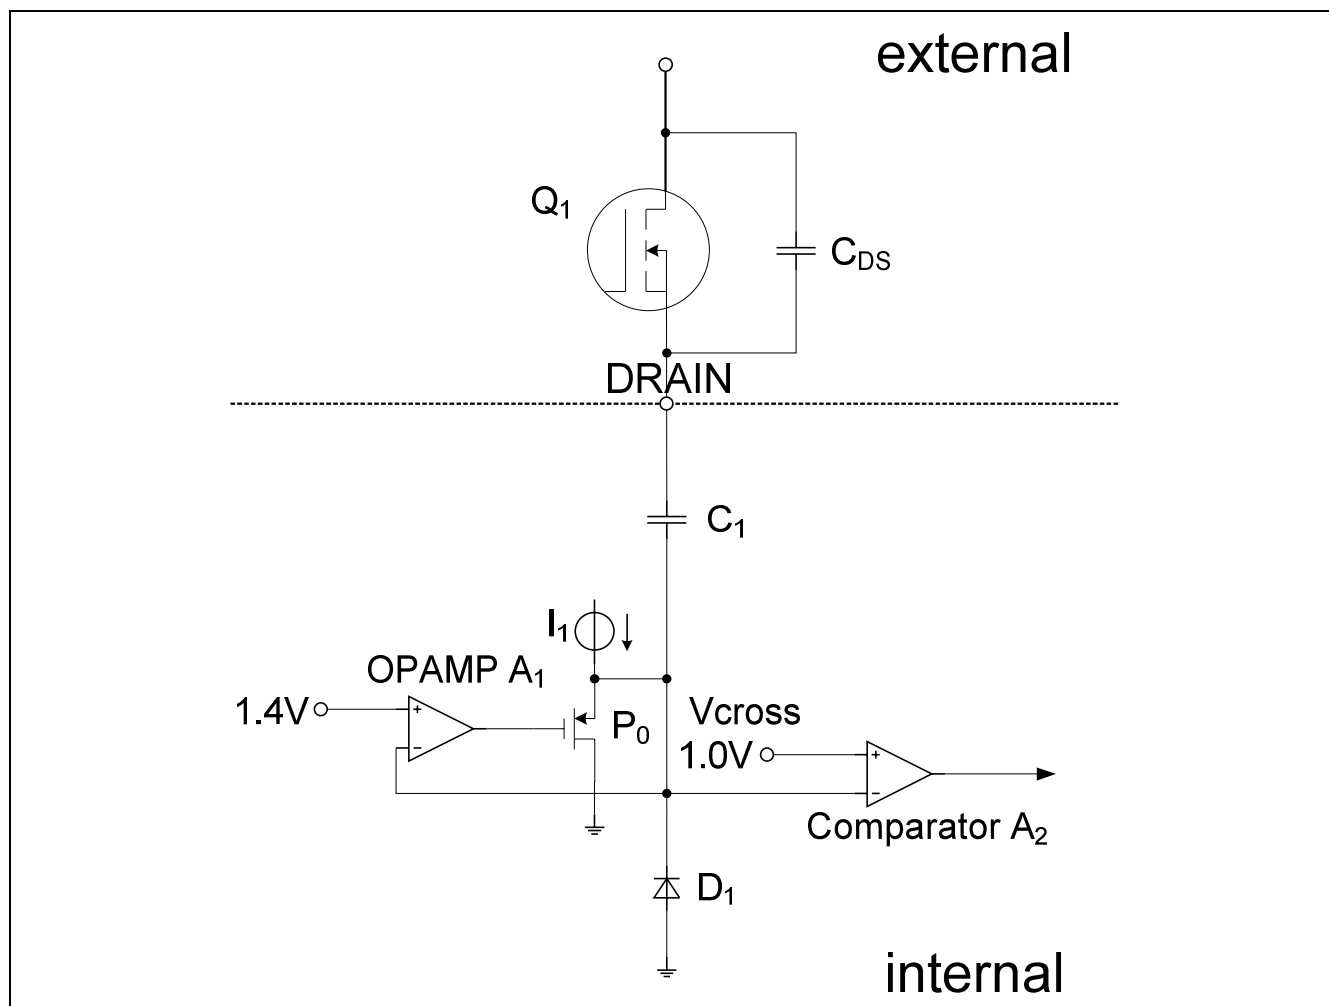 external
Q1
CDS
DRAIN
C1
I1
OPAMP A1
1.4V
+
-
P0
Vcross
1.0V
+
-
Comparator A2
D1
internal